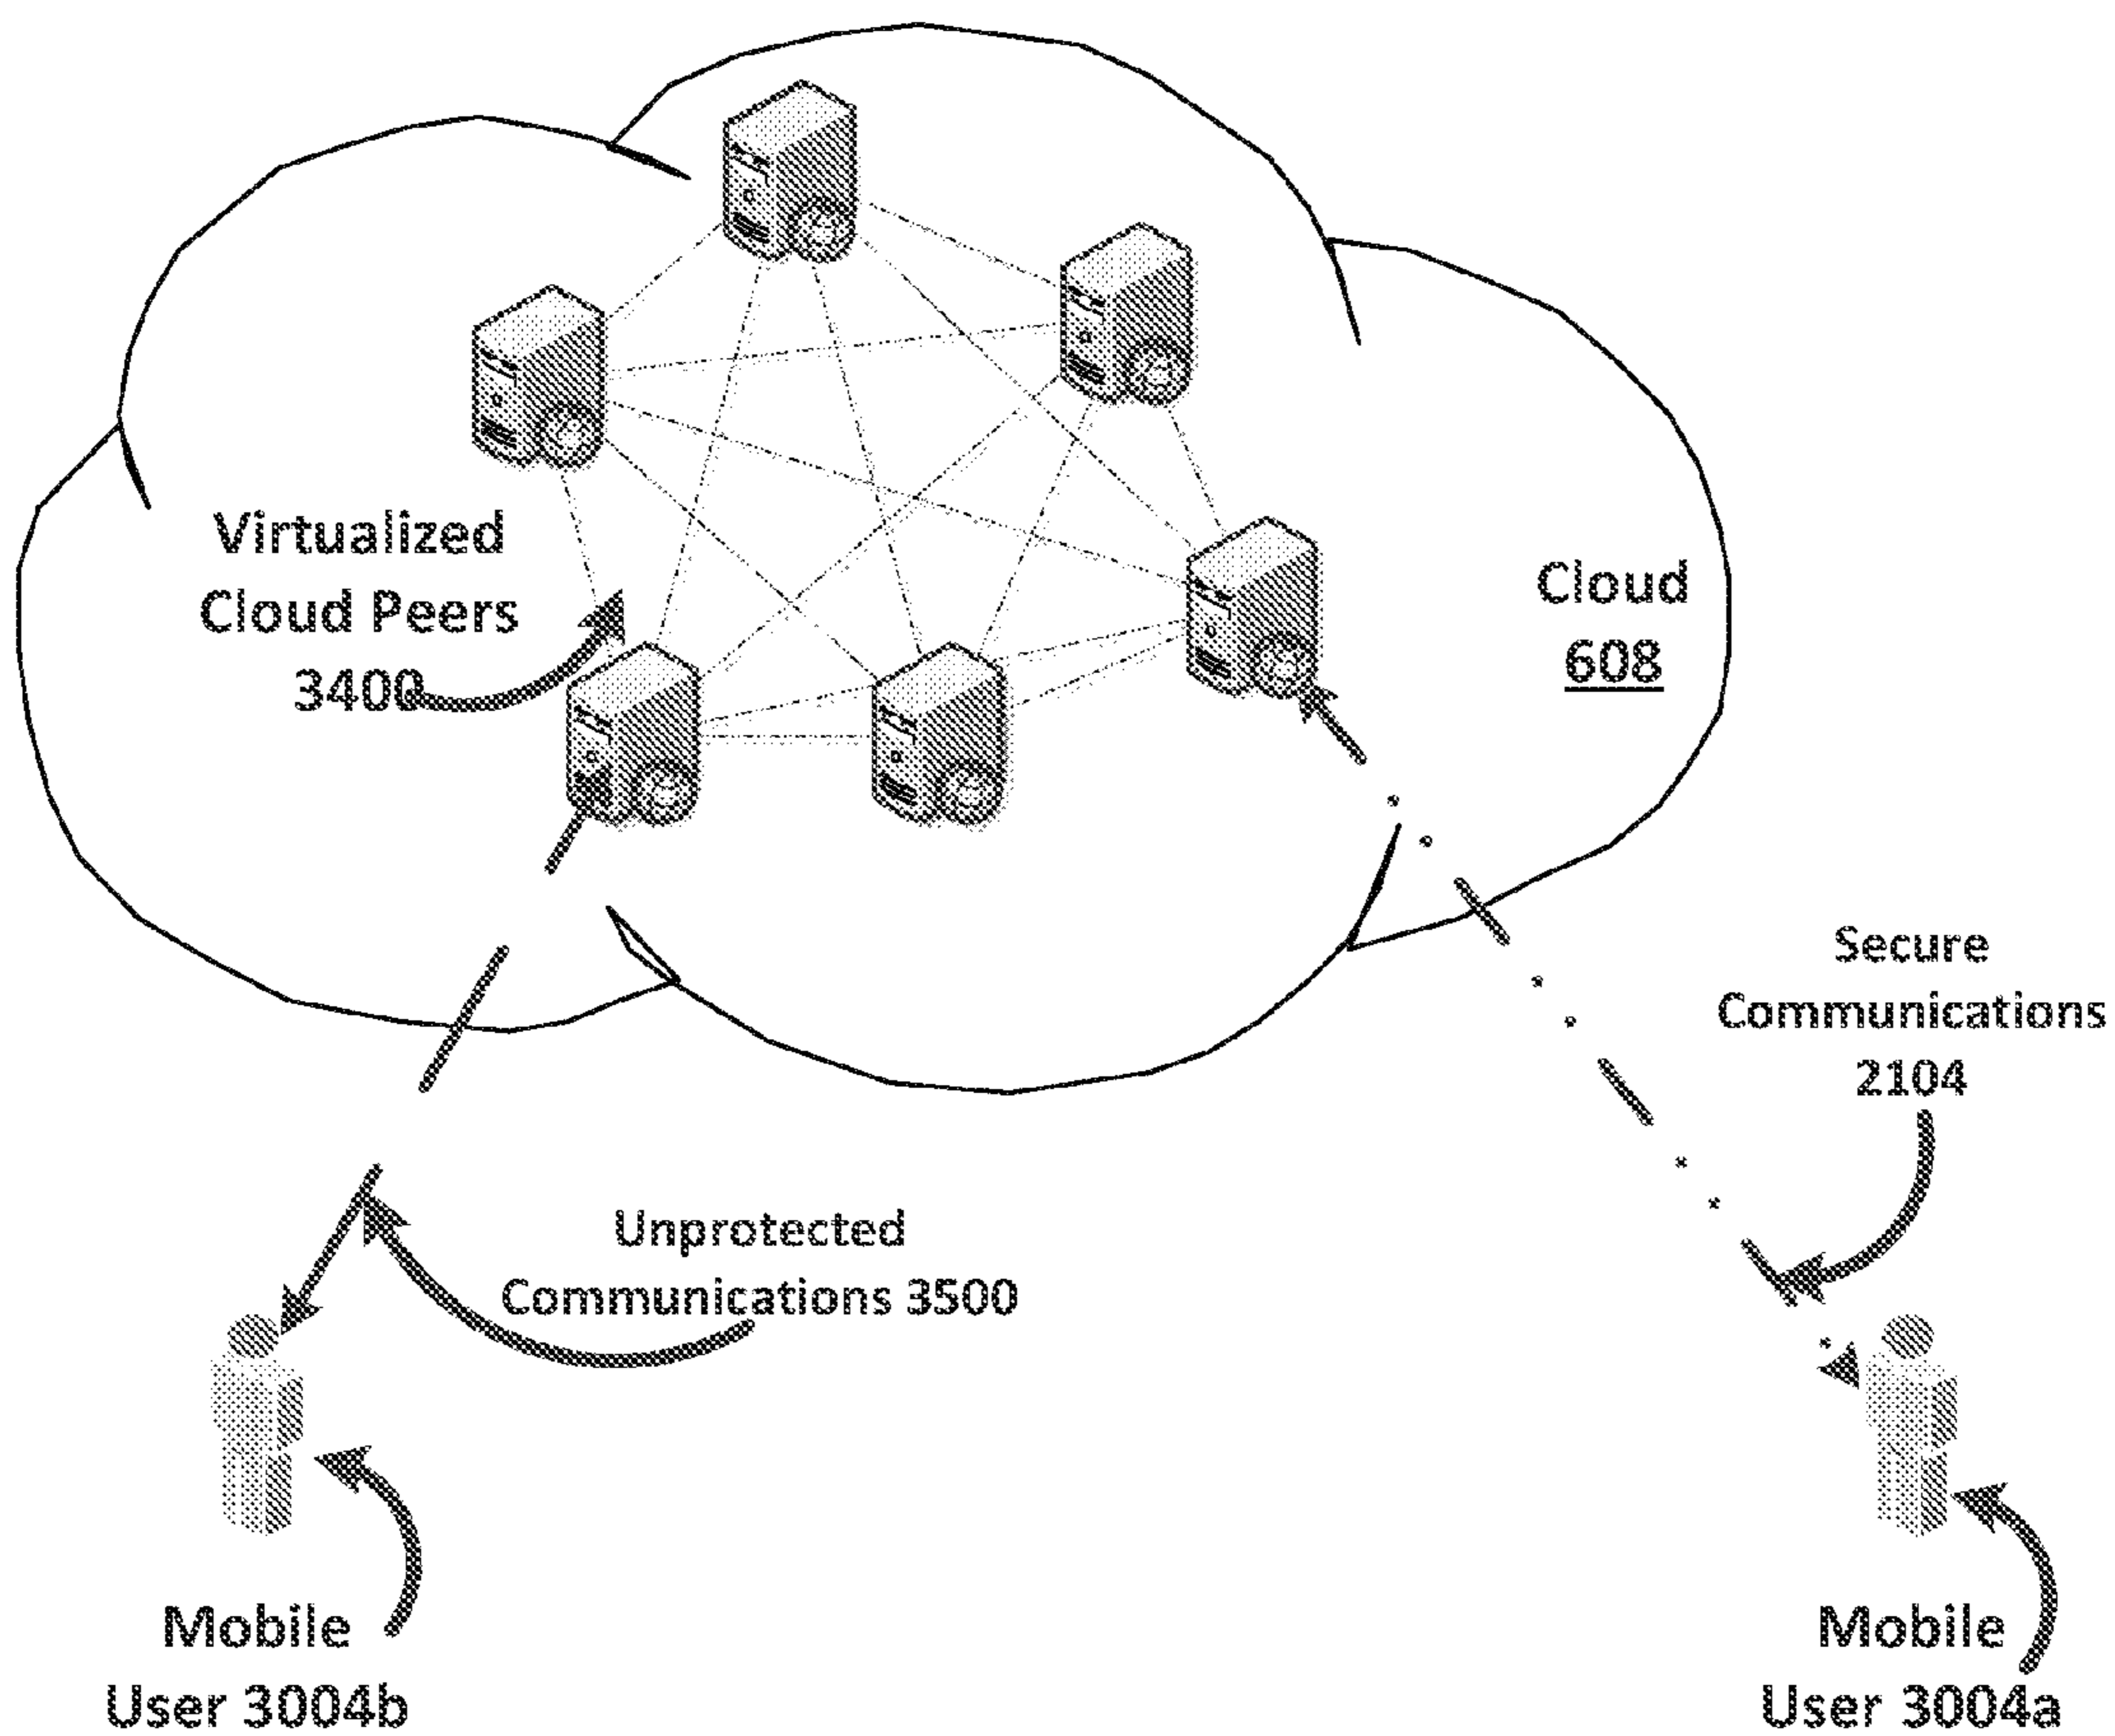 Virtualized
Cloud Peers
3400
Cloud
608
Secure
Communications
2104
Unprotected
Communications 3500
Mobile
User 3004b
Mobile
User 3004a